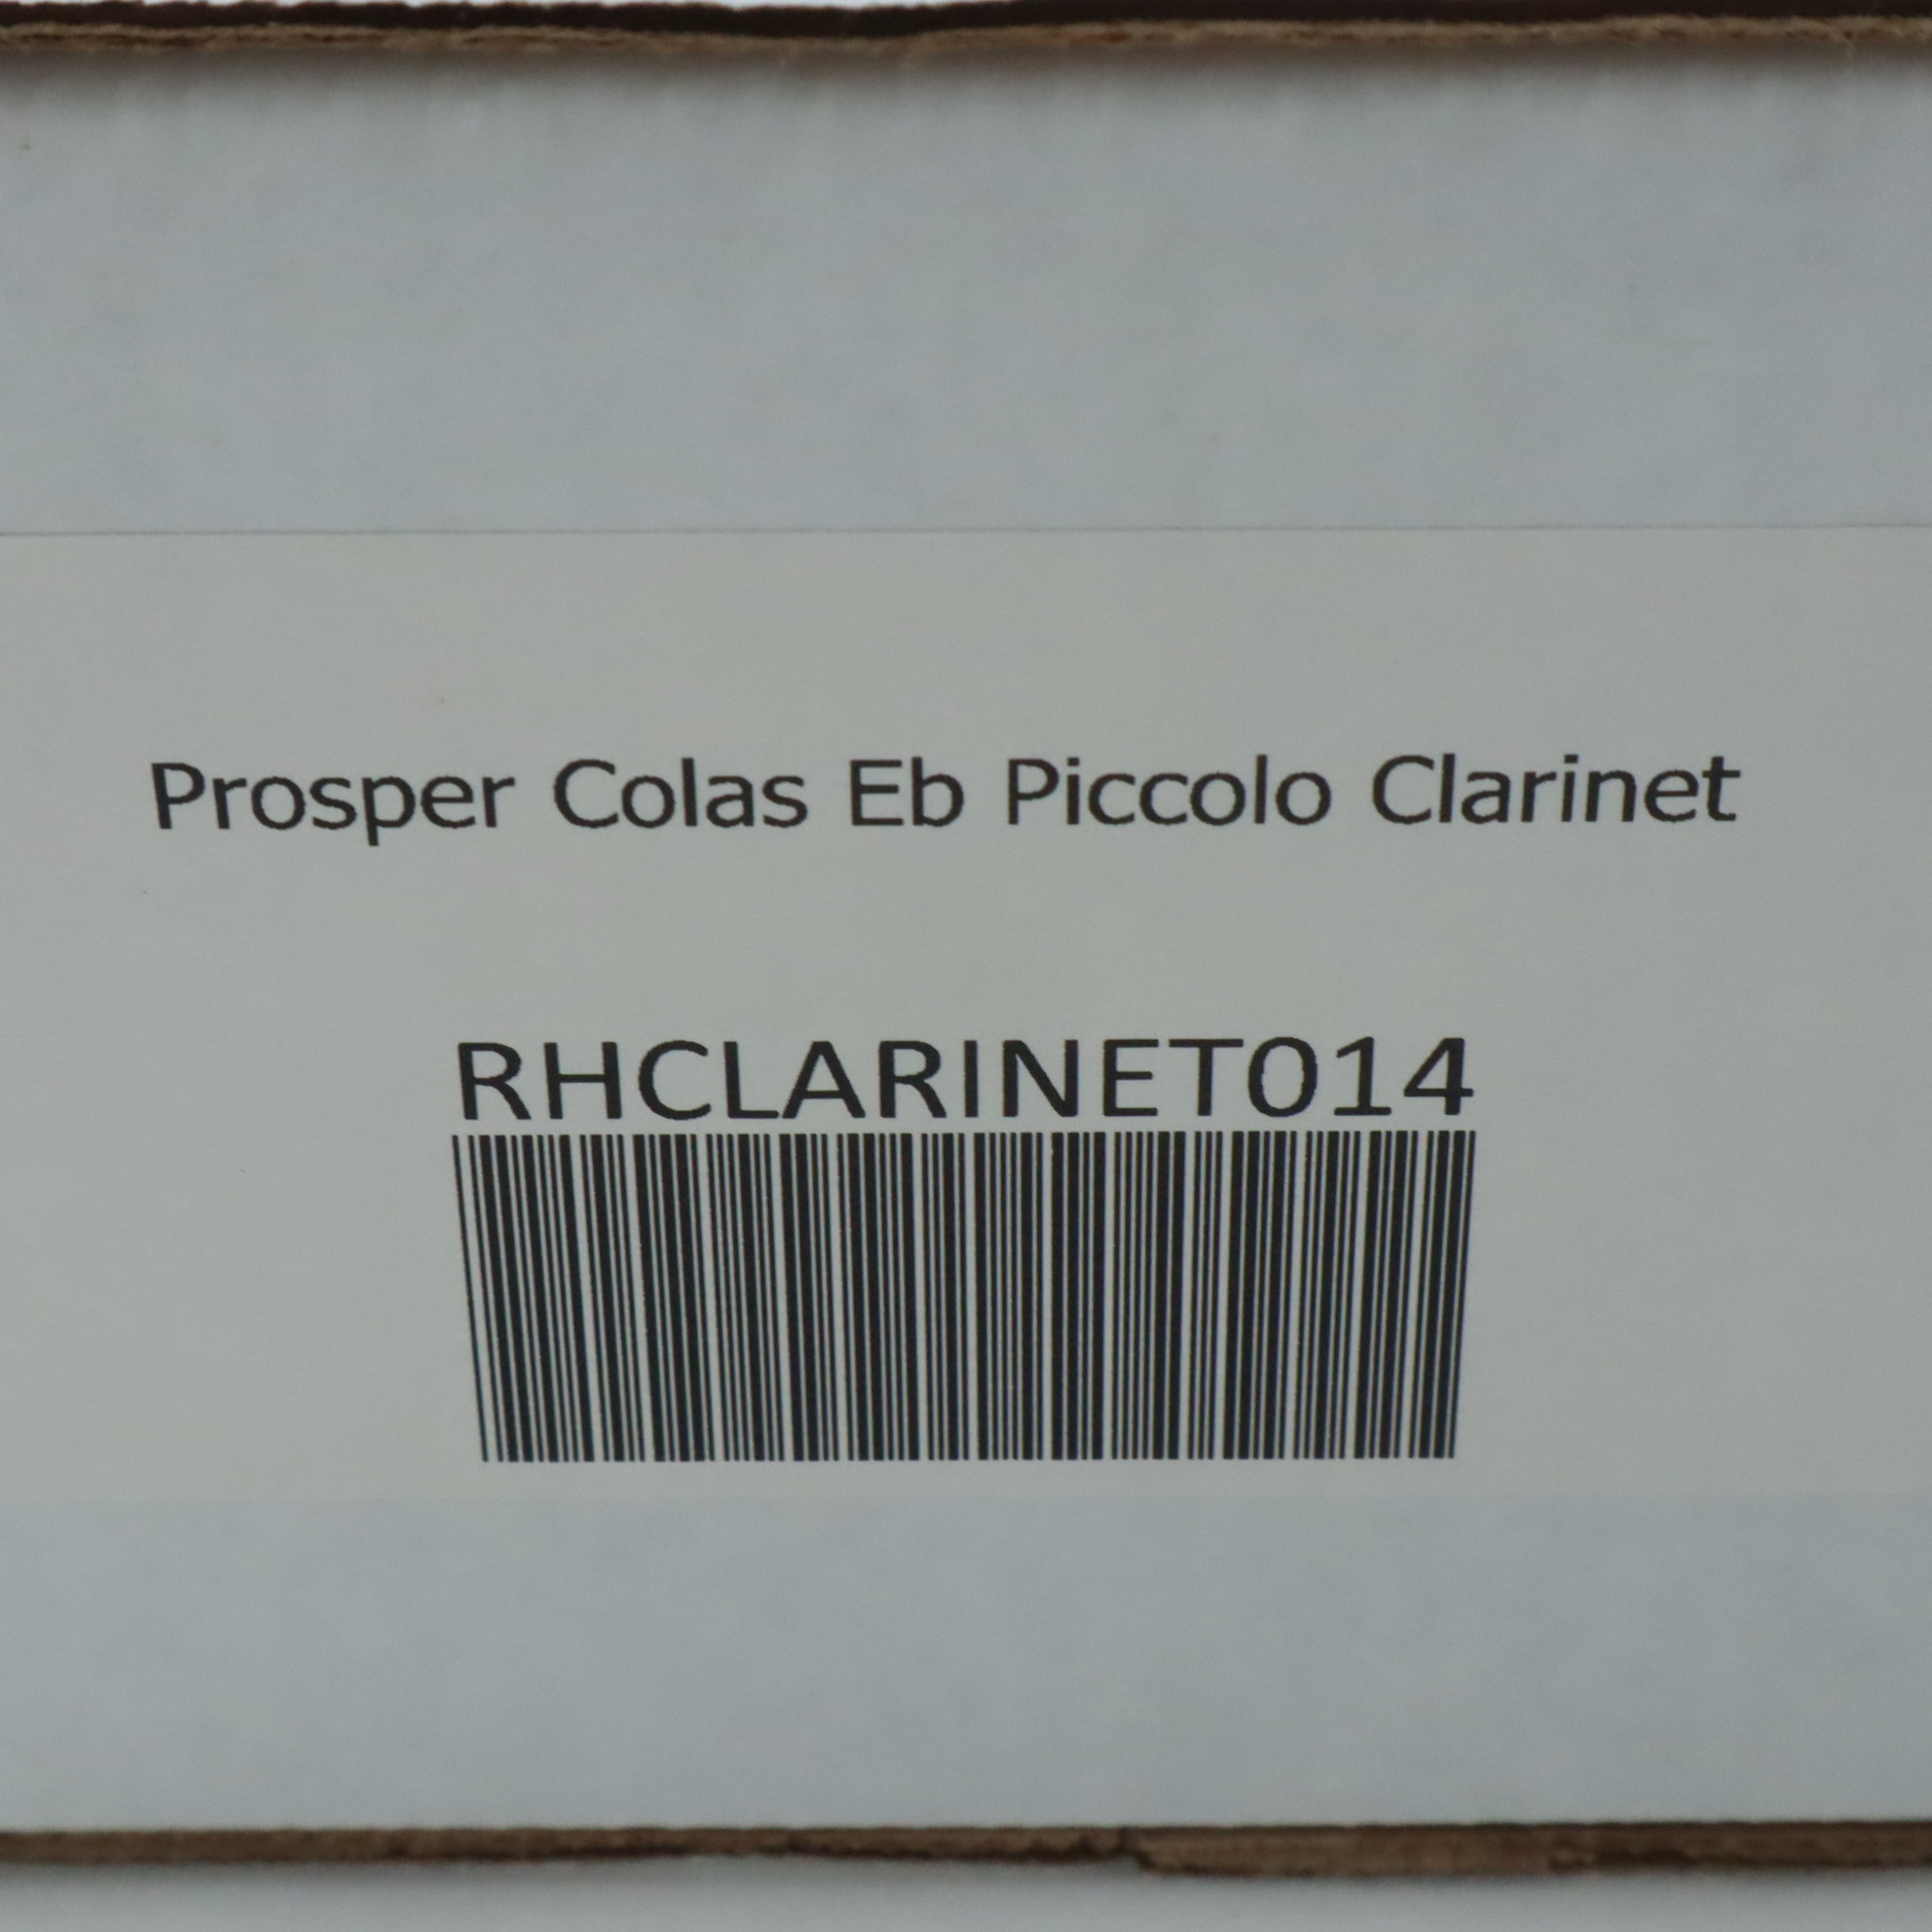 Prosper Colas Eb Piccolo Clarinet
RHCLARINET014